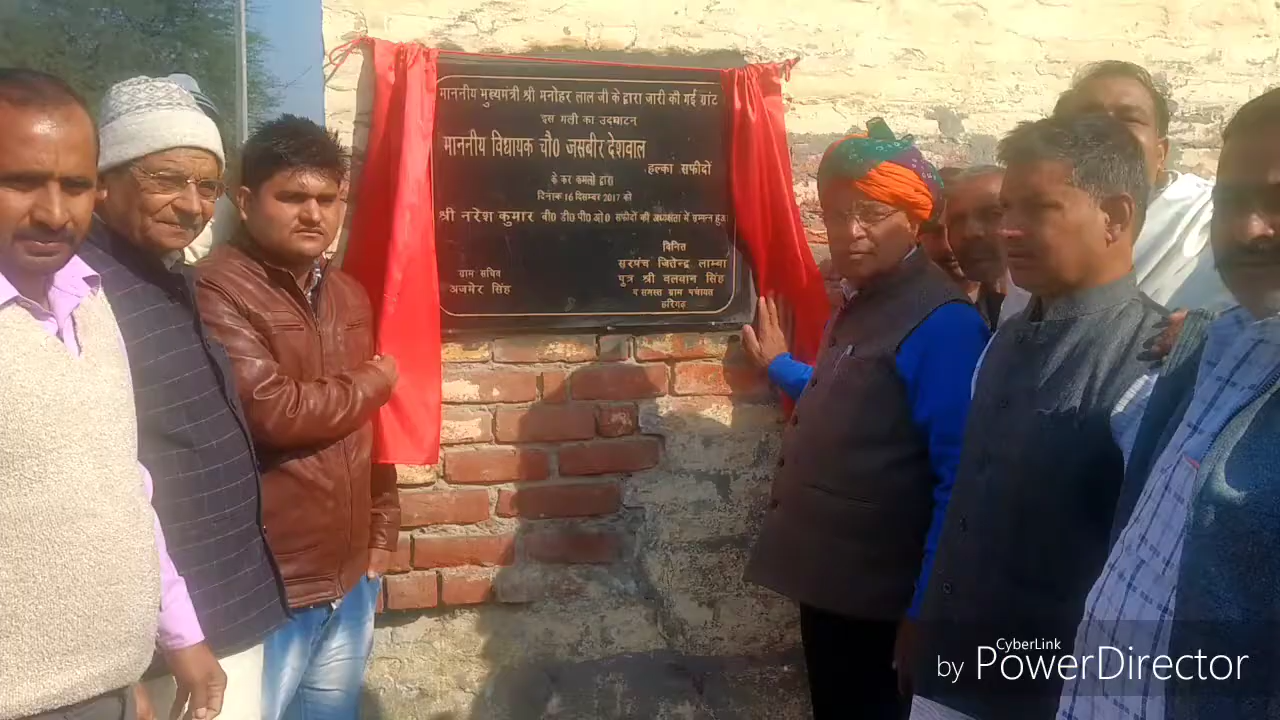 माननीय मुख्यमंत्री श्री मनोहर लाल जी के द्वारा जारी की गई ग्रांट
इस गली का उदघाटन
माननीय विधायक चौ0 जसबीर देशवाल
हल्का सफीदों
के कर कमलो द्वारा
दिनांक 16 दिसम्बर 2017 को
श्री नरेश कुमार बी0 डी0 पी0 ओ0 सफीदों की अध्यक्षता में सम्पन्न हुआ
बिनित
ग्राम सचिव
अजमेर सिंह
सरपंच जितेन्द्र लाम्बा
पुत्र श्री बलवान सिंह
व समस्त ग्राम पंचायत
हरिगढ़
CyberLink
by PowerDirector